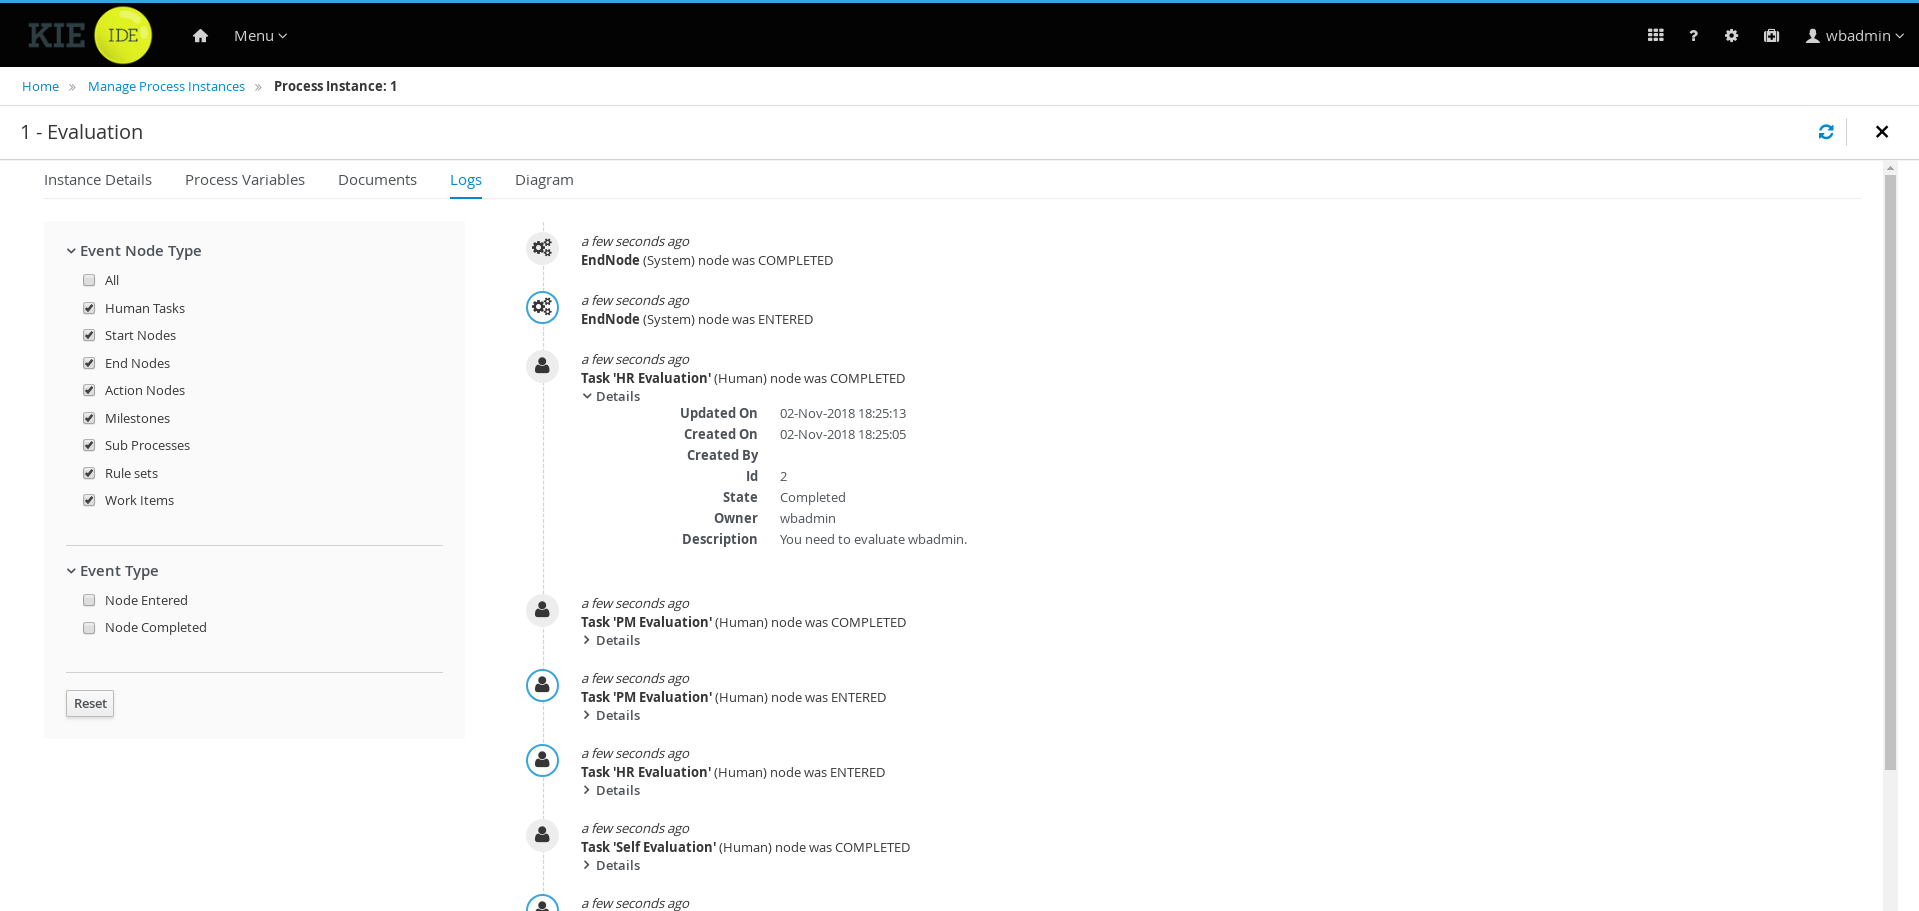 KIE IDE Menu wbadmin
Home » Manage Process Instances » Process Instance: 1
1 - Evaluation
Instance Details Process Variables Documents Logs Diagram
Event Node Type
All
Human Tasks
Start Nodes
End Nodes
Action Nodes
Milestones
Sub Processes
Rule sets
Work Items
Event Type
Node Entered
Node Completed
Reset
a few seconds ago
EndNode (System) node was COMPLETED
a few seconds ago
EndNode (System) node was ENTERED
a few seconds ago
Task 'HR Evaluation' (Human) node was COMPLETED
Details
Updated On 02-Nov-2018 18:25:13
Created On 02-Nov-2018 18:25:05
Created By
Id 2
State Completed
Owner wbadmin
Description You need to evaluate wbadmin.
a few seconds ago
Task 'PM Evaluation' (Human) node was COMPLETED
Details
a few seconds ago
Task 'PM Evaluation' (Human) node was ENTERED
Details
a few seconds ago
Task 'HR Evaluation' (Human) node was ENTERED
Details
a few seconds ago
Task 'Self Evaluation' (Human) node was COMPLETED
Details
a few seconds ago